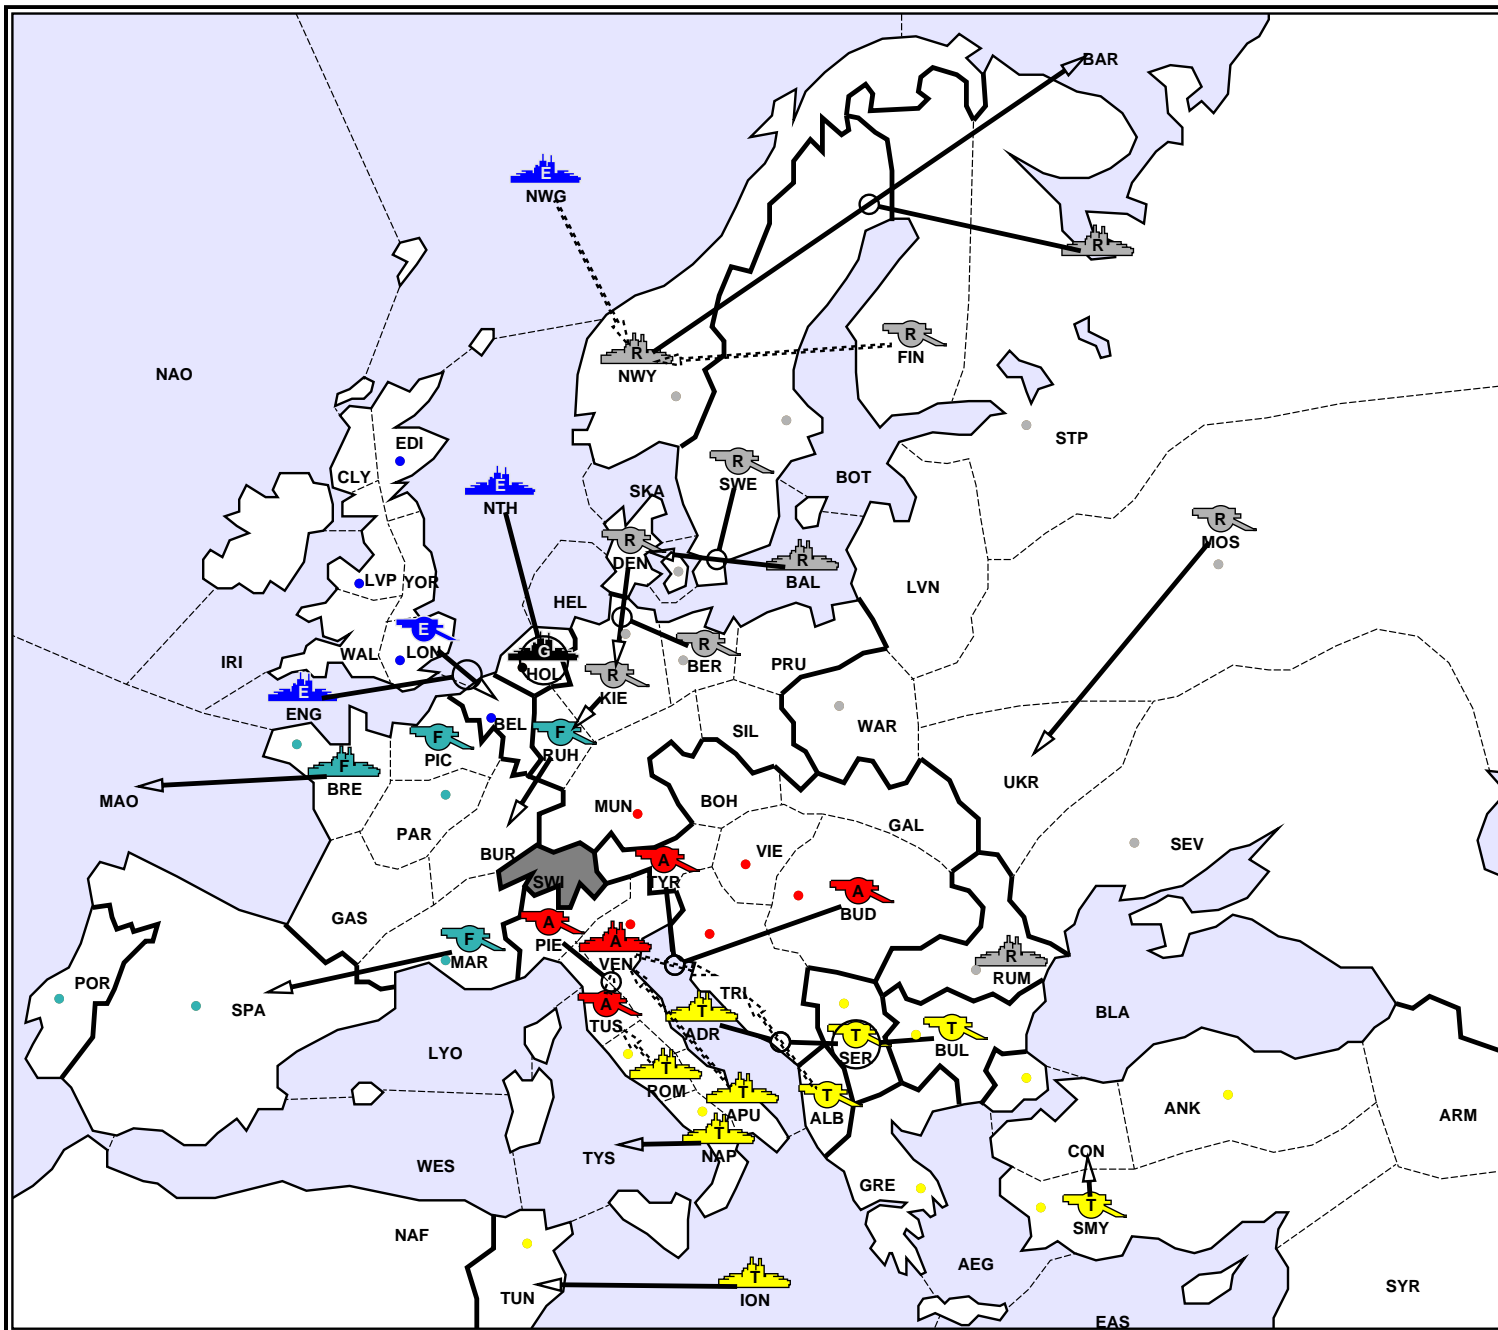 BAR
E
NWG
R
R
FIN
R
NWY
NAO
EDI
STP
CLY
R
SWE
BOT
E
NTH
SKA
R
MOS
R
DEN
R
BAL
LVP
YOR
LVN
HEL
E
LON
WAL
IRI
R
BER
PRU
G
HOL
R
KIE
E
ENG
BEL
WAR
F
PIC
F
RUH
SIL
F
BRE
MAO
UKR
BOH
MUN
PAR
GAL
SEV
BUR
VIE
A
TYR
SWI
A
BUD
GAS
A
PIE
A
VEN
F
MAR
R
RUM
POR
SPA
TRI
A
TUS
T
ADR
BLA
T
SER
T
BUL
LYO
T
ROM
T
APU
T
ALB
ANK
ARM
T
NAP
TYS
CON
WES
GRE
T
SMY
NAF
AEG
T
ION
TUN
SYR
EAS